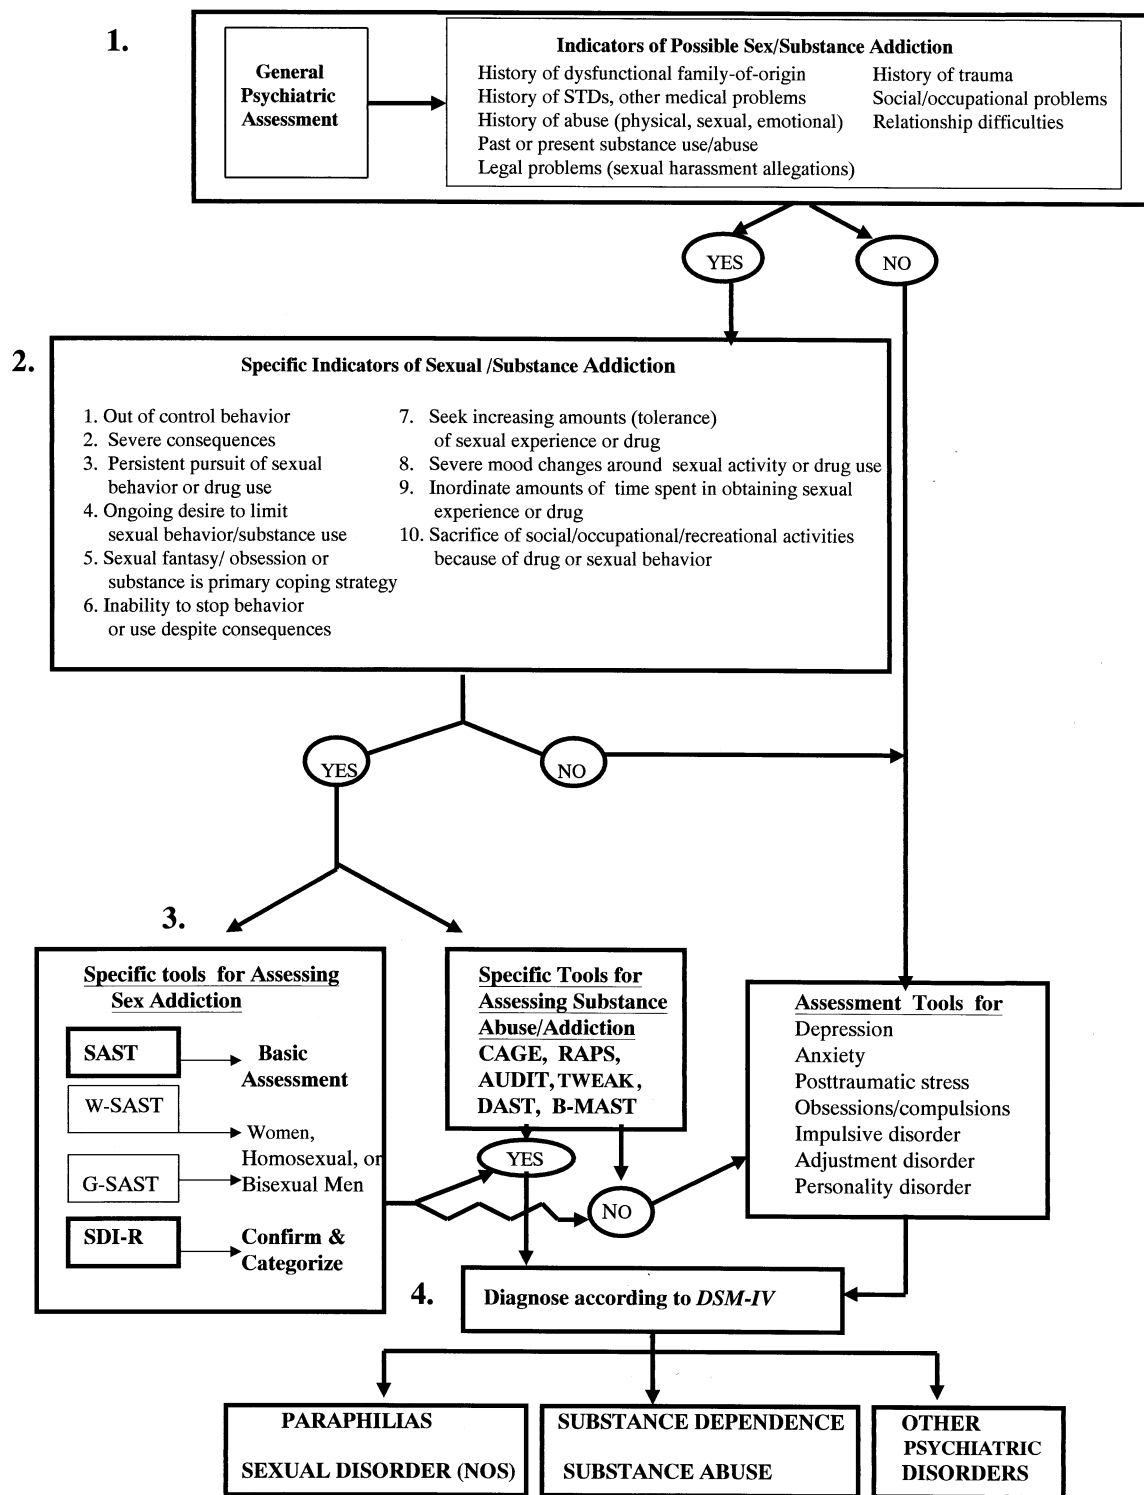 1.
General
Psychiatric
Assessment
Indicators of Possible Sex/Substance Addiction
History of dysfunctional family-of-origin
History of STDs, other medical problems
History of abuse (physical, sexual, emotional)
Past or present substance use/abuse
Legal problems (sexual harassment allegations)
History of trauma
Social/occupational problems
Relationship difficulties
YES
NO
2.
Specific Indicators of Sexual /Substance Addiction
1. Out of control behavior
2. Severe consequences
3. Persistent pursuit of sexual
behavior or drug use
4. Ongoing desire to limit
sexual behavior/substance use
5. Sexual fantasy/ obsession or
substance is primary coping strategy
6. Inability to stop behavior
or use despite consequences
7. Seek increasing amounts (tolerance)
of sexual experience or drug
8. Severe mood changes around sexual activity or drug use
9. Inordinate amounts of time spent in obtaining sexual
experience or drug
10. Sacrifice of social/occupational/recreational activities
because of drug or sexual behavior
YES
NO
3.
Specific tools for Assessing
Sex Addiction
SAST
Basic
Assessment
W-SAST
Women,
Homosexual, or
Bisexual Men
G-SAST
SDI-R
Confirm &
Categorize
Specific Tools for
Assessing Substance
Abuse/Addiction
CAGE, RAPS,
AUDIT, TWEAK,
DAST, B-MAST
YES
NO
Assessment Tools for
Depression
Anxiety
Posttraumatic stress
Obsessions/compulsions
Impulsive disorder
Adjustment disorder
Personality disorder
4.
Diagnose according to DSM-IV
PARAPHILIAS
SEXUAL DISORDER (NOS)
SUBSTANCE DEPENDENCE
SUBSTANCE ABUSE
OTHER
PSYCHIATRIC
DISORDERS